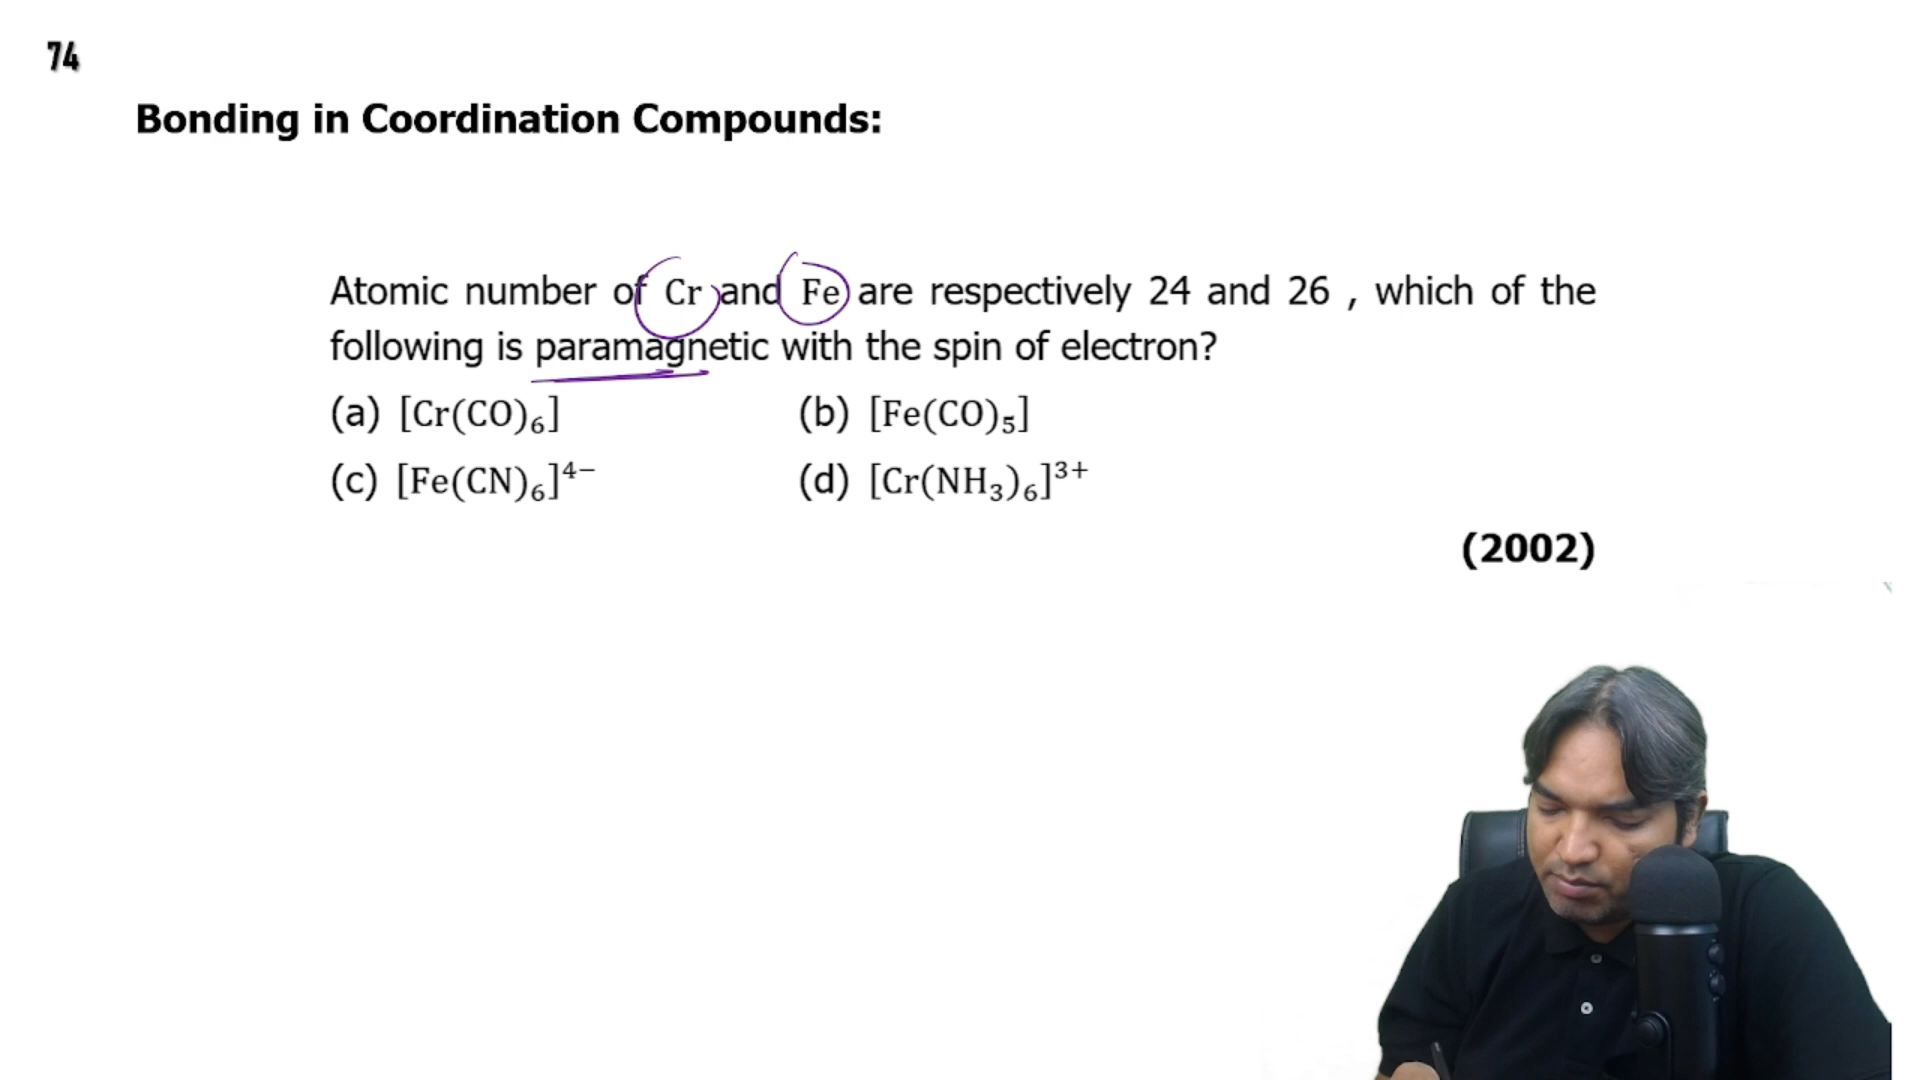 74
Bonding in Coordination Compounds:
Atomic number of Cr and Fe are respectively 24 and 26 , which of the
following is paramagnetic with the spin of electron?
(a) [Cr(CO)₆] (b) [Fe(CO)₅]
(c) [Fe(CN)₆]⁴⁻ (d) [Cr(NH₃)₆]³⁺
(2002)